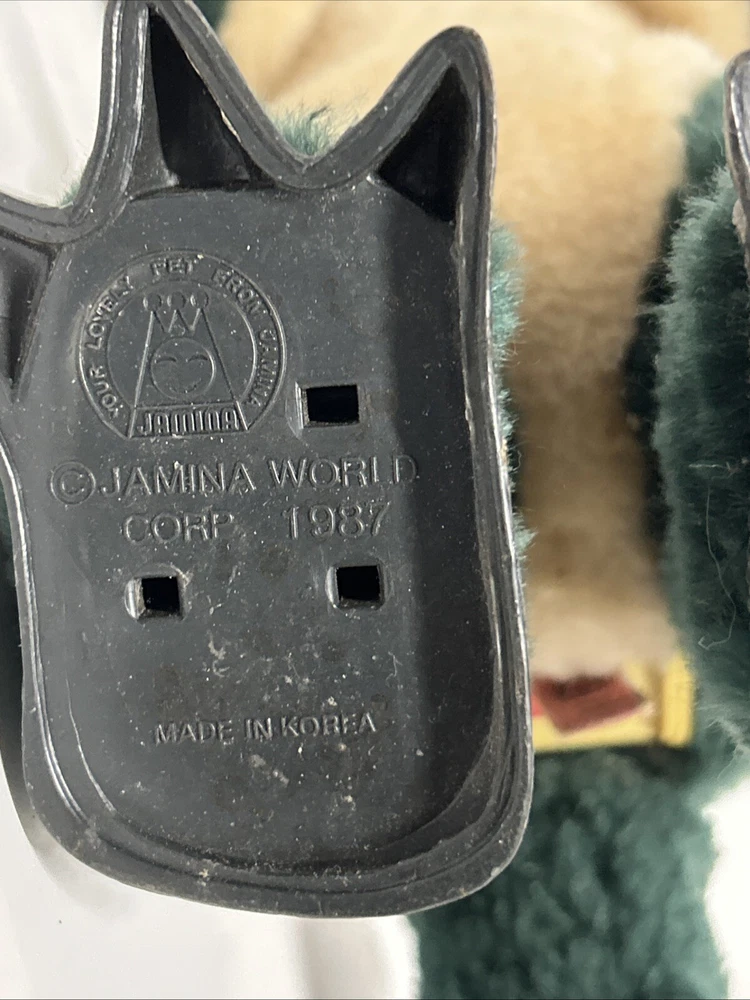 YOUR LOVELY PET FROM JAMINA
JAMINA
©JAMINA WORLD
CORP. 1987
MADE IN KOREA